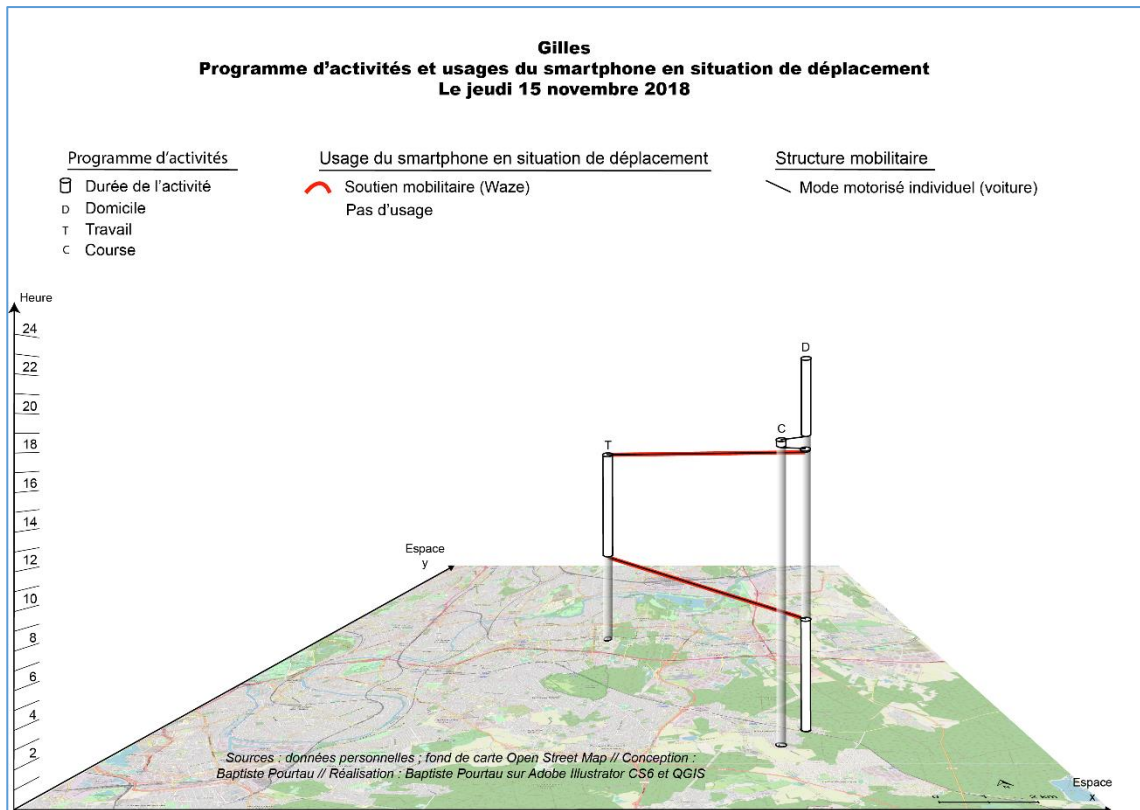 Gilles
Programme d'activités et usages du smartphone en situation de déplacement
Le jeudi 15 novembre 2018
Programme d'activités
Durée de l'activité
D Domicile
T Travail
C Course
Usage du smartphone en situation de déplacement
Soutien mobilitaire (Waze)
Pas d'usage
Structure mobilitaire
Mode motorisé individuel (voiture)
Heure
24
22
20
18
16
14
12
10
8
6
4
2
D
C
T
Espace
y
Sources : données personnelles ; fond de carte Open Street Map // Conception :
Baptiste Pourtau // Réalisation : Baptiste Pourtau sur Adobe Illustrator CS6 et QGIS
0 1 2 km
Espace
x